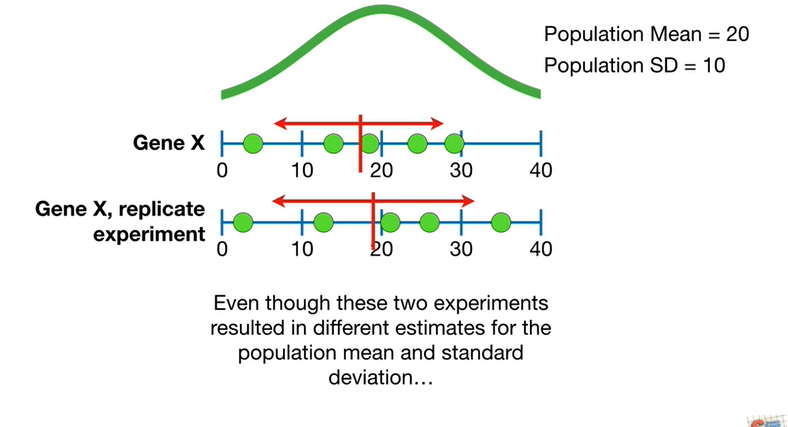 Population Mean = 20
Population SD = 10
Gene X
0 10 20 30 40
Gene X, replicate
experiment
0 10 20 30 40
Even though these two experiments
resulted in different estimates for the
population mean and standard
deviation…